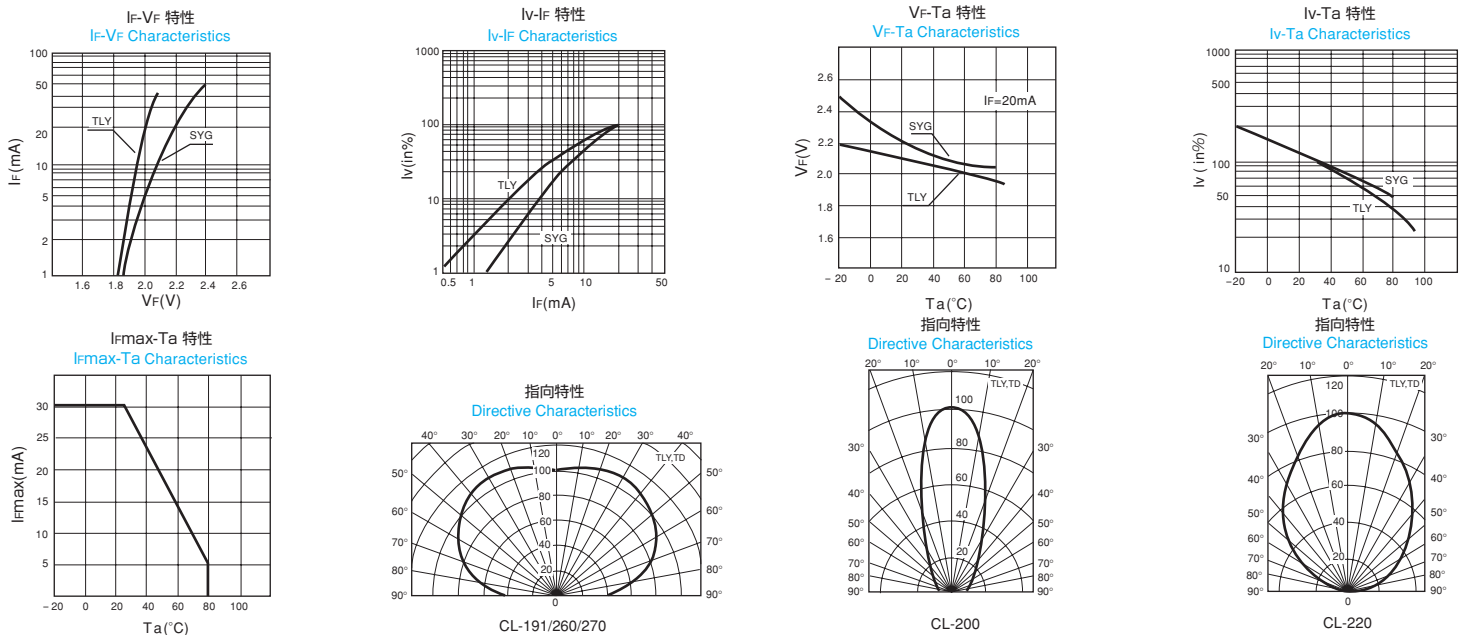 IF-VF 特性
IF-VF Characteristics
100
50
20
10
5
2
1
IF(mA)
TLY
SYG
1.6 1.8 2.0 2.2 2.4 2.6
VF(V)
Iv-IF 特性
Iv-IF Characteristics
1000
100
10
1
Iv(in%)
TLY
SYG
0.5 1 5 10 50
IF(mA)
VF-Ta 特性
VF-Ta Characteristics
2.6
2.4
2.2
2.0
1.8
1.6
VF(V)
IF=20mA
SYG
TLY
−20 0 20 40 60 80 100
Ta(°C)
Iv-Ta 特性
Iv-Ta Characteristics
1000
500
100
50
10
Iv (in%)
SYG
TLY
−20 0 20 40 60 80 100
Ta(°C)
IFmax-Ta 特性
IFmax-Ta Characteristics
30
25
20
15
10
5
IFmax(mA)
−20 0 20 40 60 80 100
Ta(°C)
指向特性
Directive Characteristics
40° 30° 20° 10° 0° 10° 20° 30° 40°
TLY,TD
120
100
80
60
40
20
0
50° 50°
60° 60°
70° 70°
80° 80°
90° 90°
CL-191/260/270
指向特性
Directive Characteristics
20° 10° 0° 10° 20°
TLY,TD
100
80
60
40
20
30° 30°
40° 40°
50° 50°
60° 60°
70° 70°
80° 80°
90° 90°
0
CL-200
指向特性
Directive Characteristics
20° 10° 0° 10° 20°
TLY,TD
120
100
80
60
40
20
30° 30°
40° 40°
50° 50°
60° 60°
70° 70°
80° 80°
90° 90°
0
CL-220